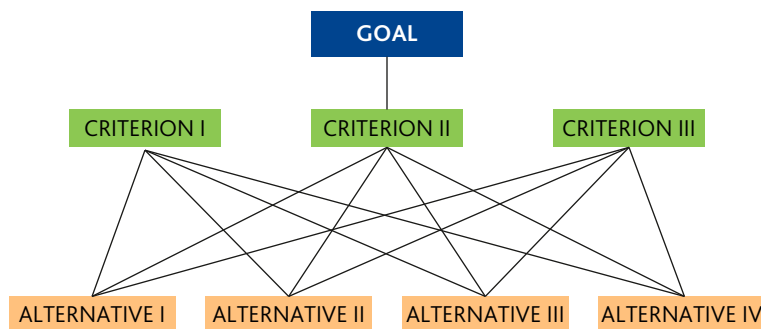 GOAL
CRITERION I
CRITERION II
CRITERION III
ALTERNATIVE I
ALTERNATIVE II
ALTERNATIVE III
ALTERNATIVE IV